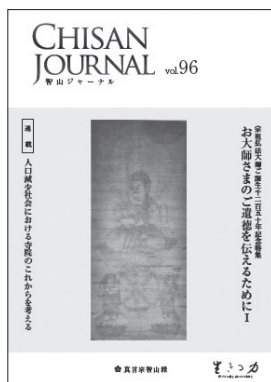 CHISAN
JOURNAL vol.96
智山ジャーナル
宗祖弘法大師ご誕生千二百五十年記念特集
お大師さまのご遺徳を伝えるためにⅠ
連載
人口減少社会における寺院のこれからを考える
真言宗智山派
生きる力